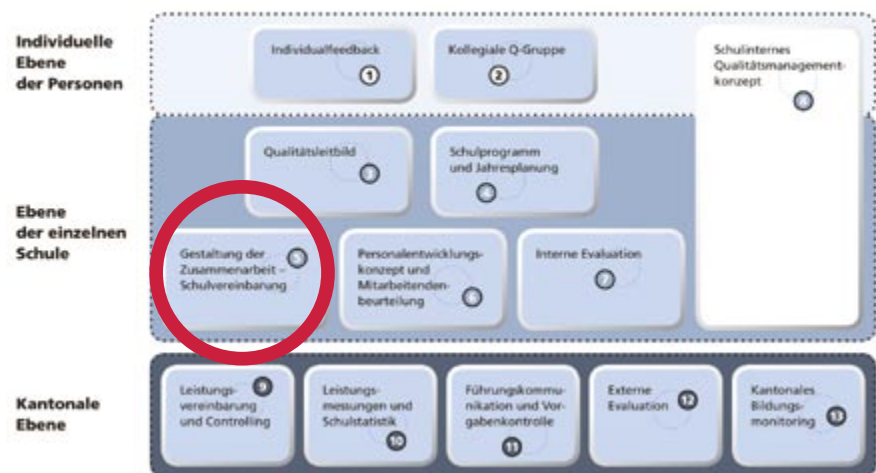 Individuelle
Ebene
der Personen
Individualfeedback
1
Kollegiale Q-Gruppe
2
Schulinternes
Qualitätsmanagement-
konzept
8
Ebene
der einzelnen
Schule
Qualitätsleitbild
3
Schulprogramm
und Jahresplanung
4
Gestaltung der
Zusammenarbeit –
Schulvereinbarung
5
Personalentwicklungs-
konzept und
Mitarbeitenden-
beurteilung
6
Interne Evaluation
7
Kantonale
Ebene
Leistungs-
vereinbarung
und Controlling
9
Leistungs-
messungen und
Schulstatistik
10
Führungskommu-
nikation und Vor-
gabenkontrolle
11
Externe
Evaluation
12
Kantonales
Bildungs-
monitoring
13